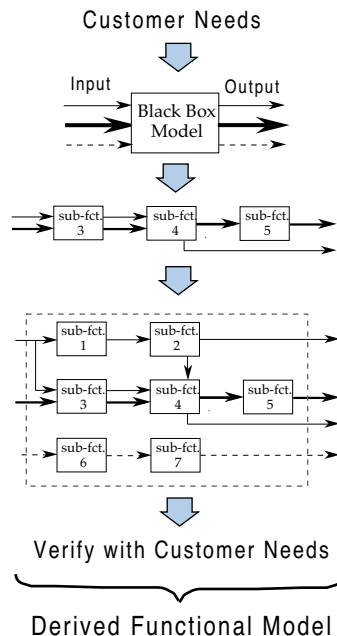 Customer Needs
Input
Output
Black Box
Model
sub-fct.
3
sub-fct.
4
sub-fct.
5
sub-fct.
1
sub-fct.
2
sub-fct.
3
sub-fct.
4
sub-fct.
5
sub-fct.
6
sub-fct.
7
Verify with Customer Needs
Derived Functional Model